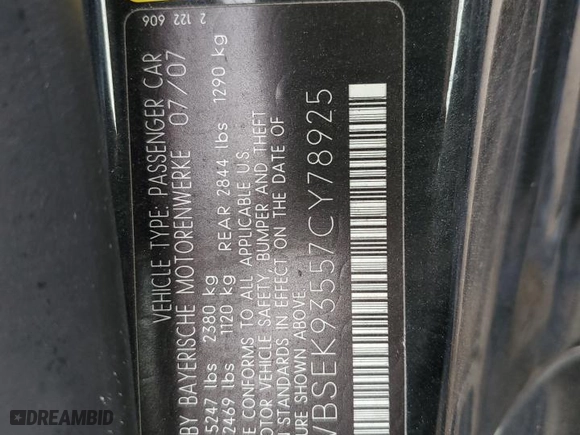 2 122 606
VEHICLE TYPE: PASSENGER CAR
BY BAYERISCHE MOTORENWERKE 07/07
5247 lbs 2380 kg
2469 lbs 1120 kg REAR 2844 lbs 1290 kg
CONFORMS TO ALL APPLICABLE U.S.
MOTOR VEHICLE SAFETY, BUMPER AND THEFT
STANDARDS IN EFFECT ON THE DATE OF
SHOWN ABOVE
WBSEK93557CY78925
DREAMBID